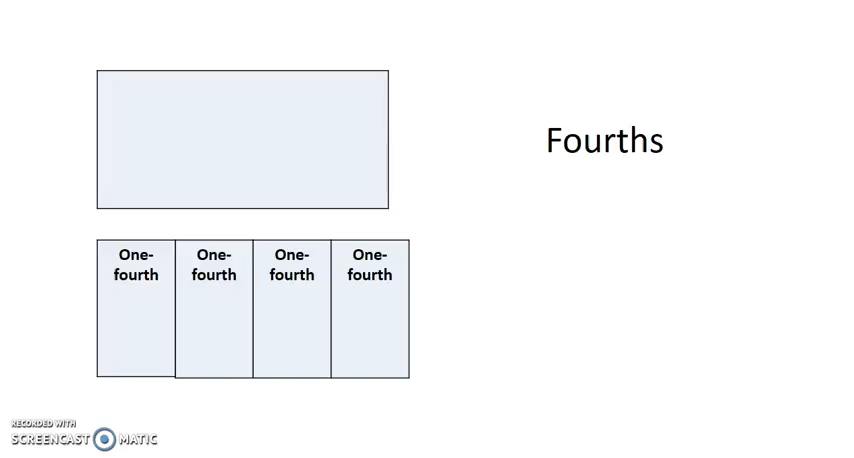 Fourths
One-
fourth
One-
fourth
One-
fourth
One-
fourth
RECORDED WITH
SCREENCAST MATIC